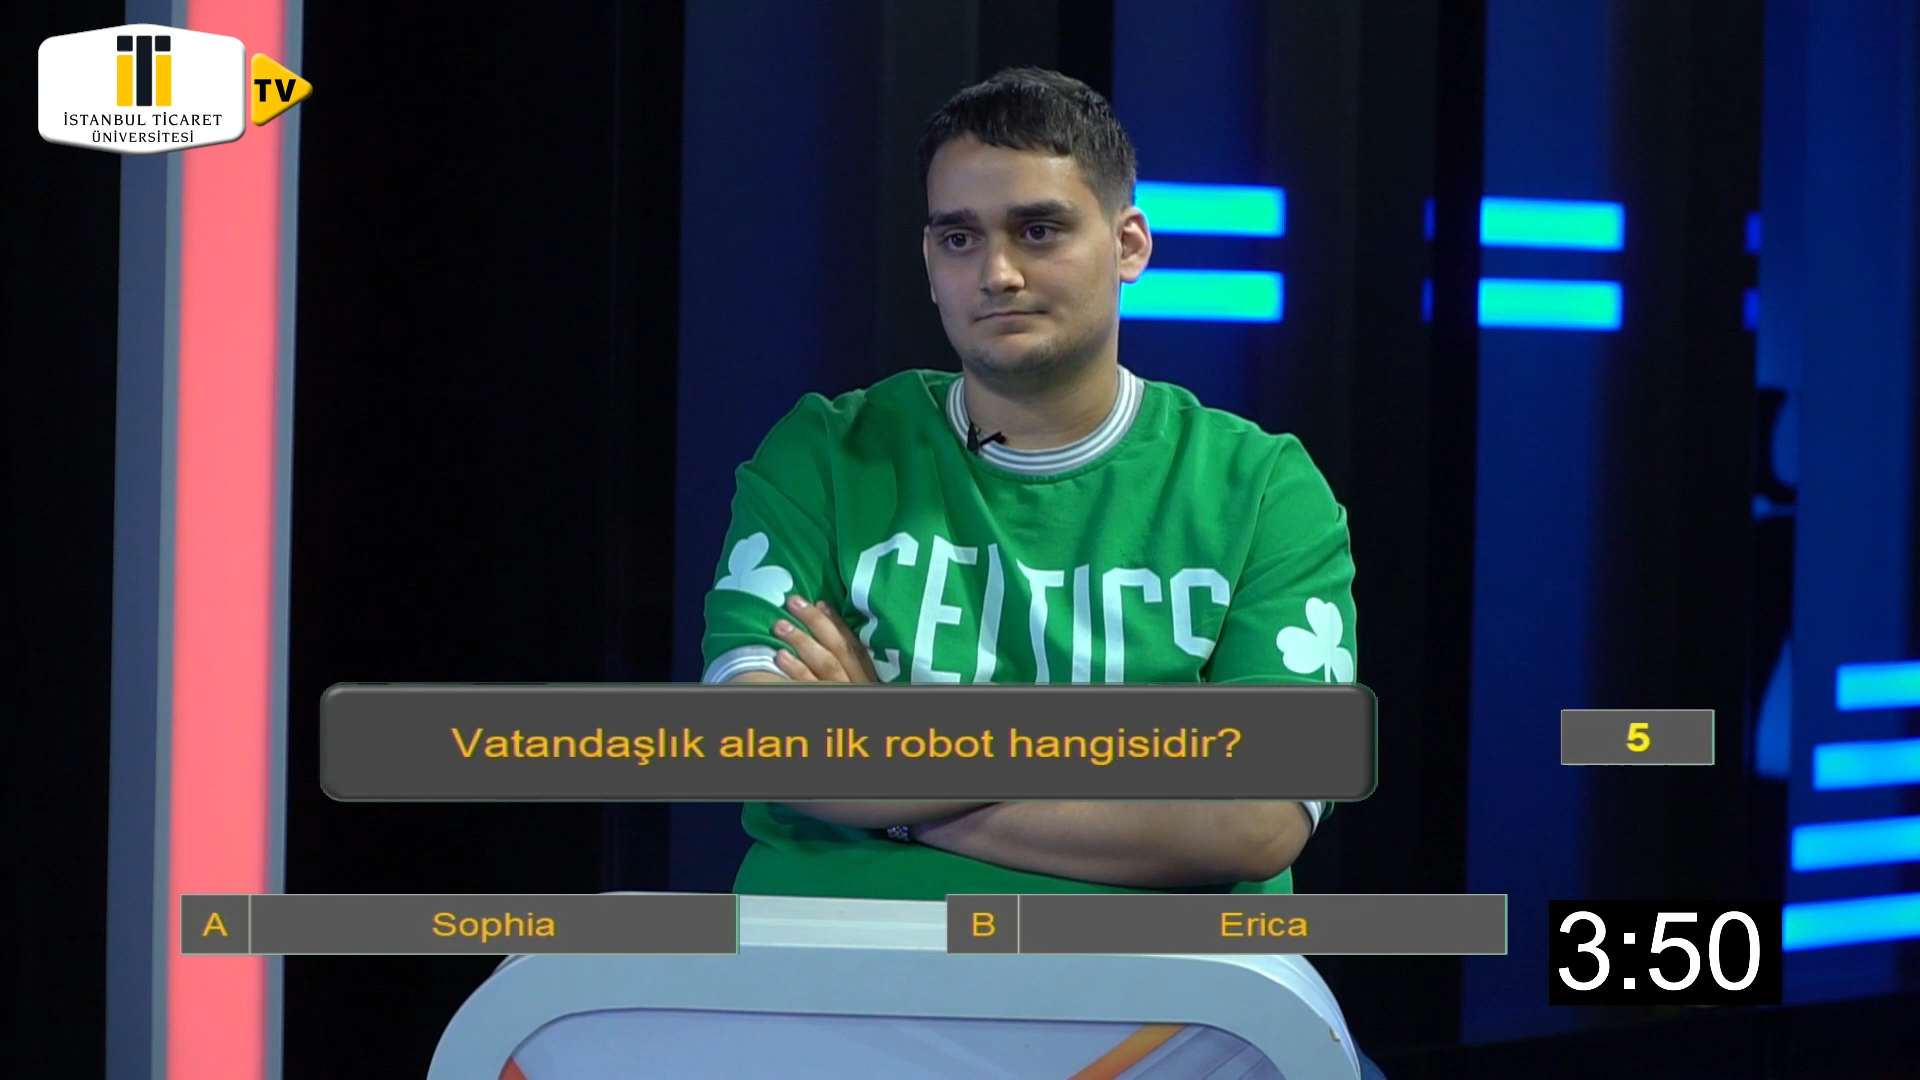 İSTANBUL TİCARET
ÜNİVERSİTESİ
TV
CELTICS
Vatandaşlık alan ilk robot hangisidir?
5
A Sophia
B Erica
3:50